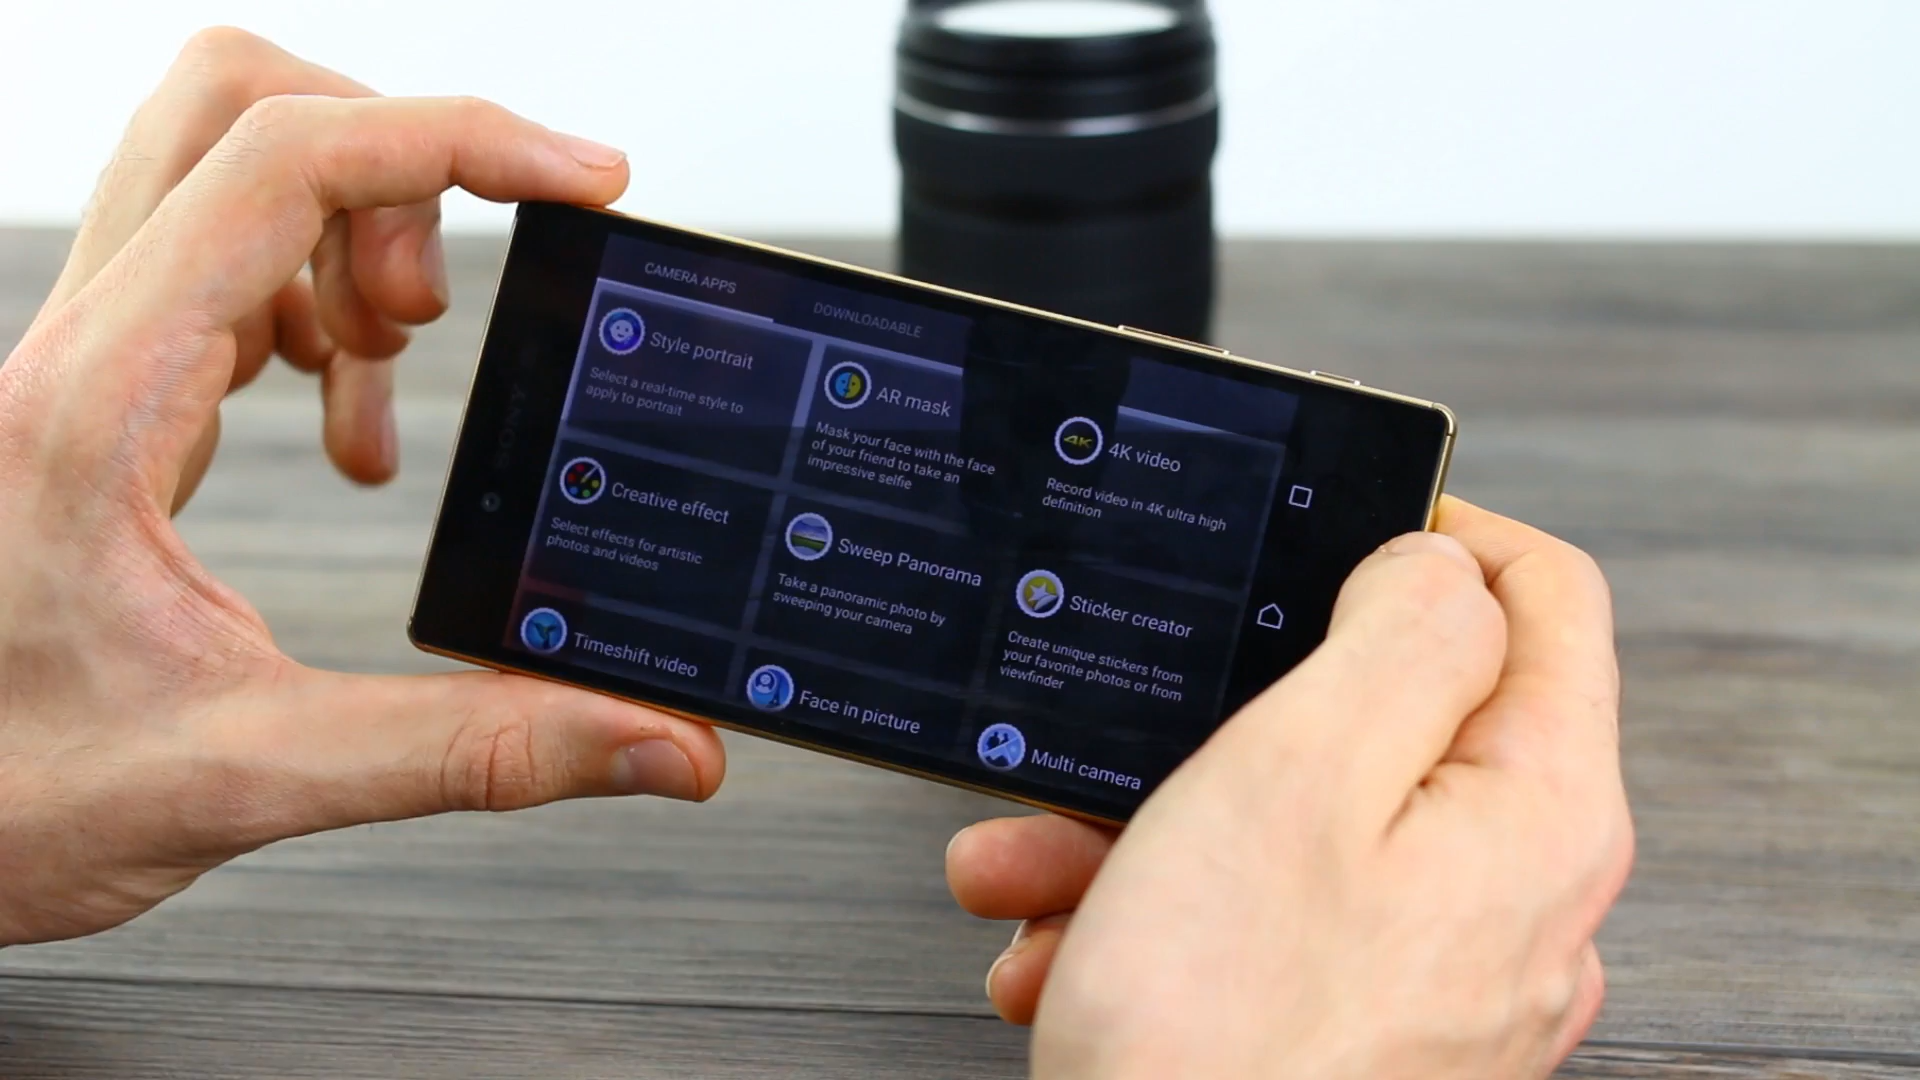 SONY
CAMERA APPS
DOWNLOADABLE
Style portrait
Select a real-time style to
apply to portrait
AR mask
Mask your face with the face
of your friend to take an
impressive selfie
4K
4K video
Record video in 4K ultra high
definition
Creative effect
Select effects for artistic
photos and videos
Sweep Panorama
Take a panoramic photo by
sweeping your camera
Sticker creator
Create unique stickers from
your favorite photos or from
viewfinder
Timeshift video
Face in picture
Multi camera